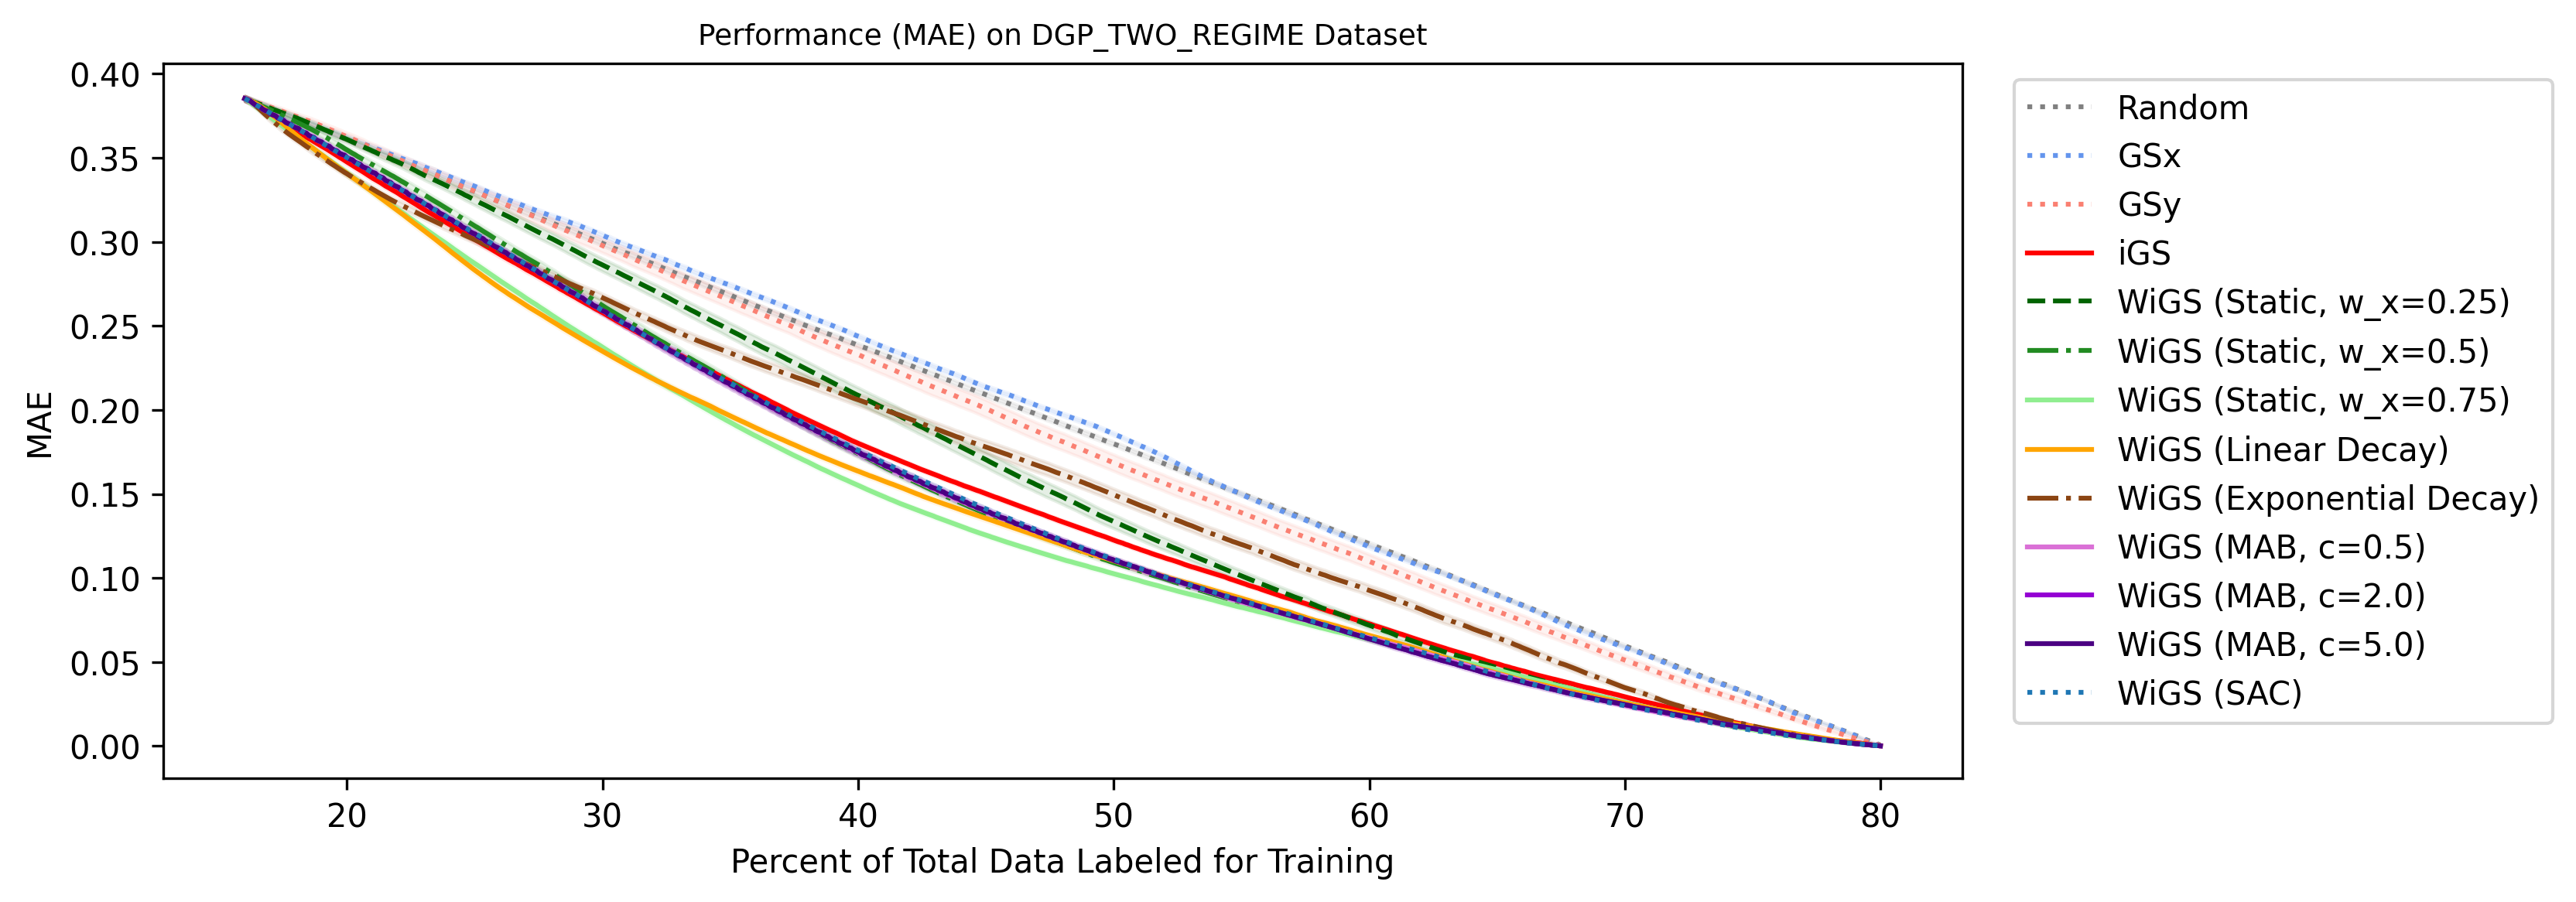 Performance (MAE) on DGP_TWO_REGIME Dataset
MAE
0.40
0.35
0.30
0.25
0.20
0.15
0.10
0.05
0.00
20 30 40 50 60 70 80
Percent of Total Data Labeled for Training
Random
GSx
GSy
iGS
WiGS (Static, w_x=0.25)
WiGS (Static, w_x=0.5)
WiGS (Static, w_x=0.75)
WiGS (Linear Decay)
WiGS (Exponential Decay)
WiGS (MAB, c=0.5)
WiGS (MAB, c=2.0)
WiGS (MAB, c=5.0)
WiGS (SAC)